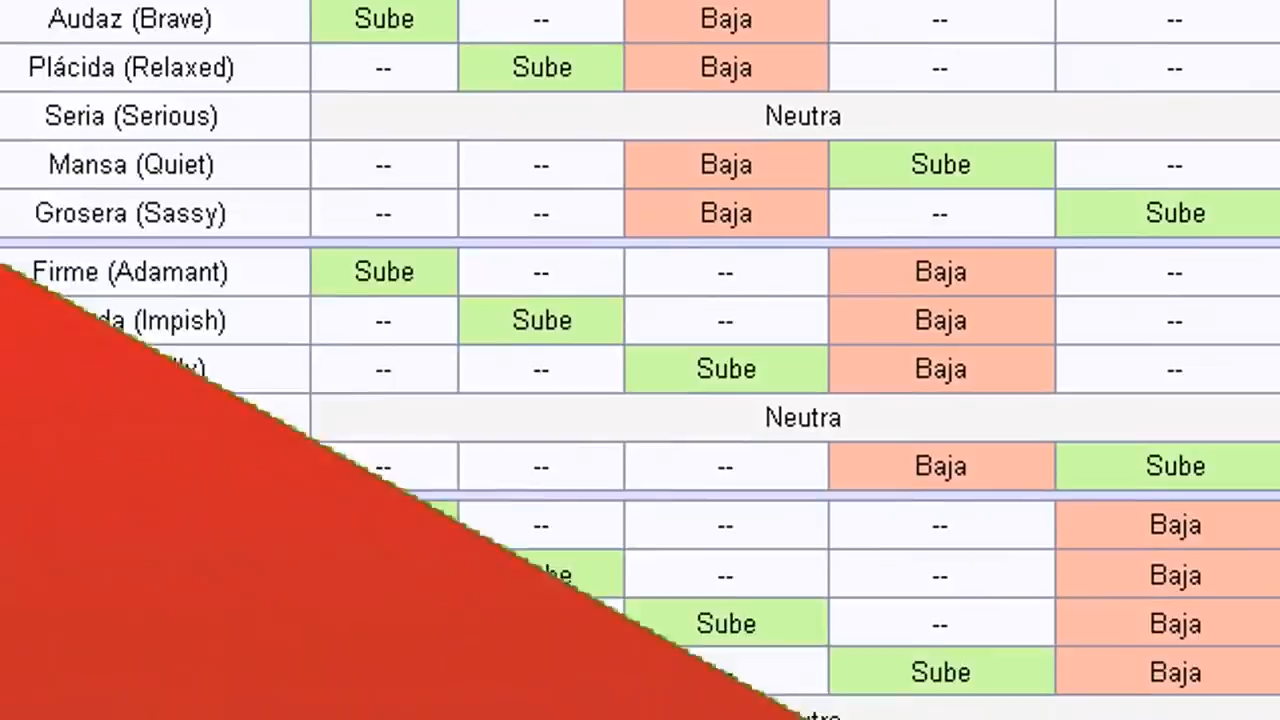 Audaz (Brave) Sube -- Baja -- --
Plácida (Relaxed) -- Sube Baja -- --
Seria (Serious) Neutra
Mansa (Quiet) -- -- Baja Sube --
Grosera (Sassy) -- -- Baja -- Sube
Firme (Adamant) Sube -- -- Baja --
(Impish) -- Sube -- Baja --
-- -- Sube Baja --
Neutra
-- -- -- Baja Sube
-- -- -- Baja
-- -- Baja
Sube -- Baja
Sube Baja